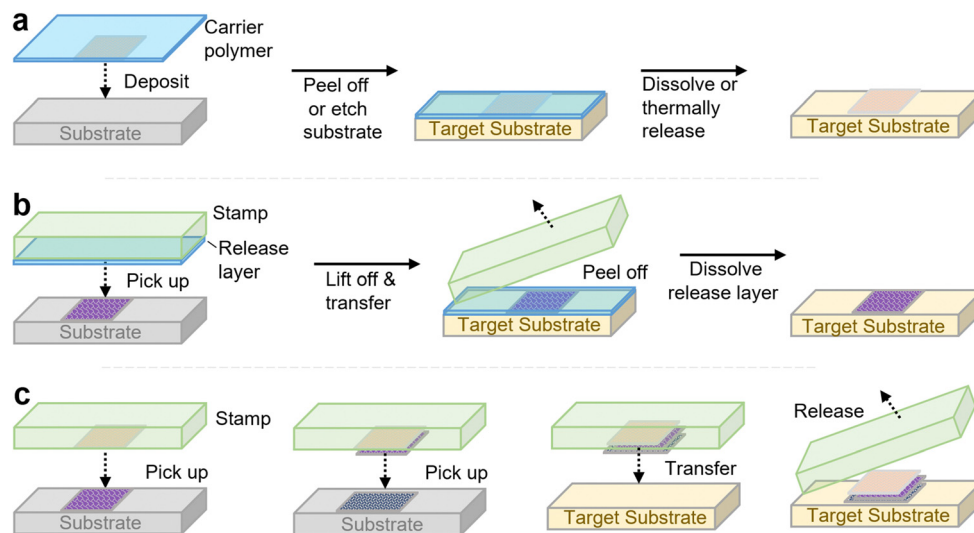 a
Carrier
polymer
Deposit
Substrate
Peel off
or etch
substrate
Target Substrate
Dissolve or
thermally
release
Target Substrate
b
Stamp
Release
layer
Pick up
Substrate
Lift off &
transfer
Peel off
Target Substrate
Dissolve
release layer
Target Substrate
c
Stamp
Pick up
Substrate
Pick up
Substrate
Transfer
Target Substrate
Release
Target Substrate